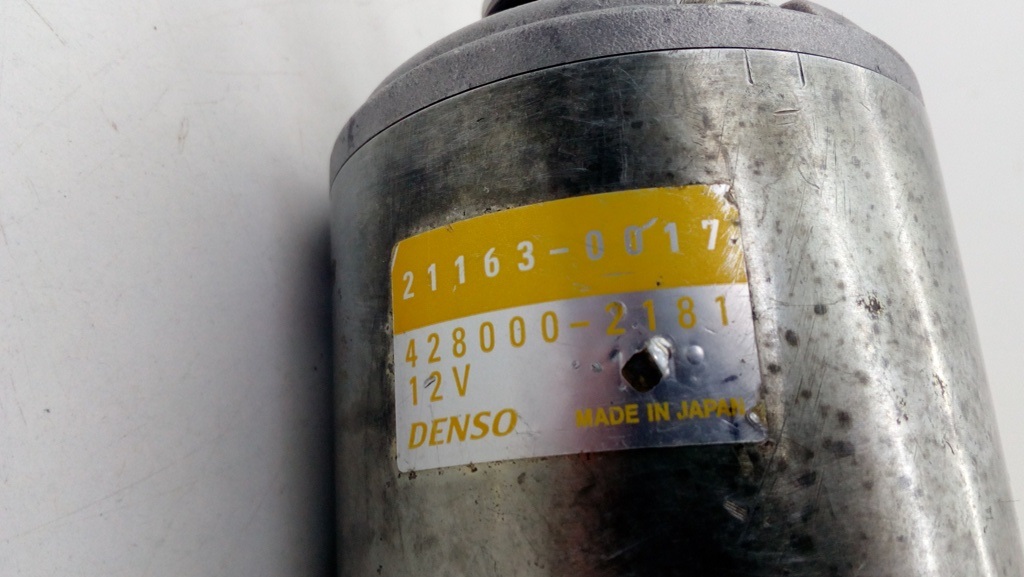 21163-0017
428000-2181
12V
DENSO MADE IN JAPAN